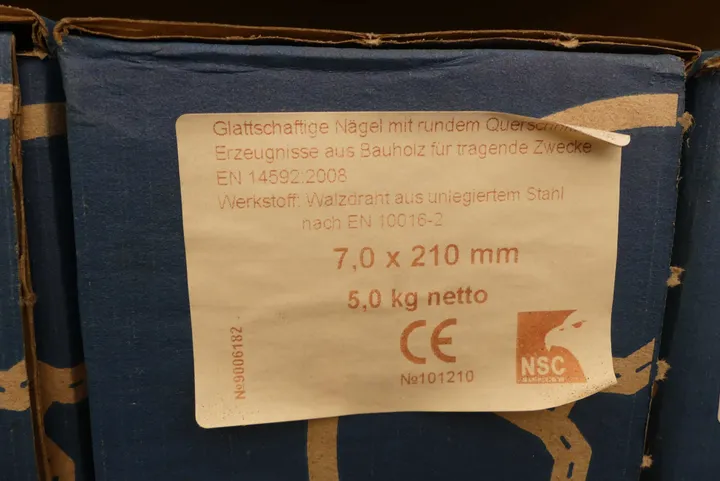 Glattschaftige Nägel mit rundem Querschnitt
Erzeugnisse aus Bauholz für tragende Zwecke
EN 14592:2008
Werkstoff: Walzdraht aus unlegiertem Stahl
nach EN 10016-2
7,0 x 210 mm
5,0 kg netto
CE
№101210
№9006182
NSC